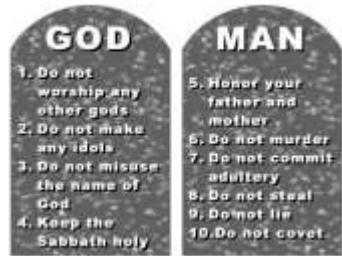 GOD
1. Do not
worship any
other gods
2. Do not make
any idols
3. Do not misuse
the name of
God
4. Keep the
Sabbath holy
MAN
5. Honor your
father and
mother
6. Do not murder
7. Do not commit
adultery
8. Do not steal
9. Do not lie
10.Do not covet